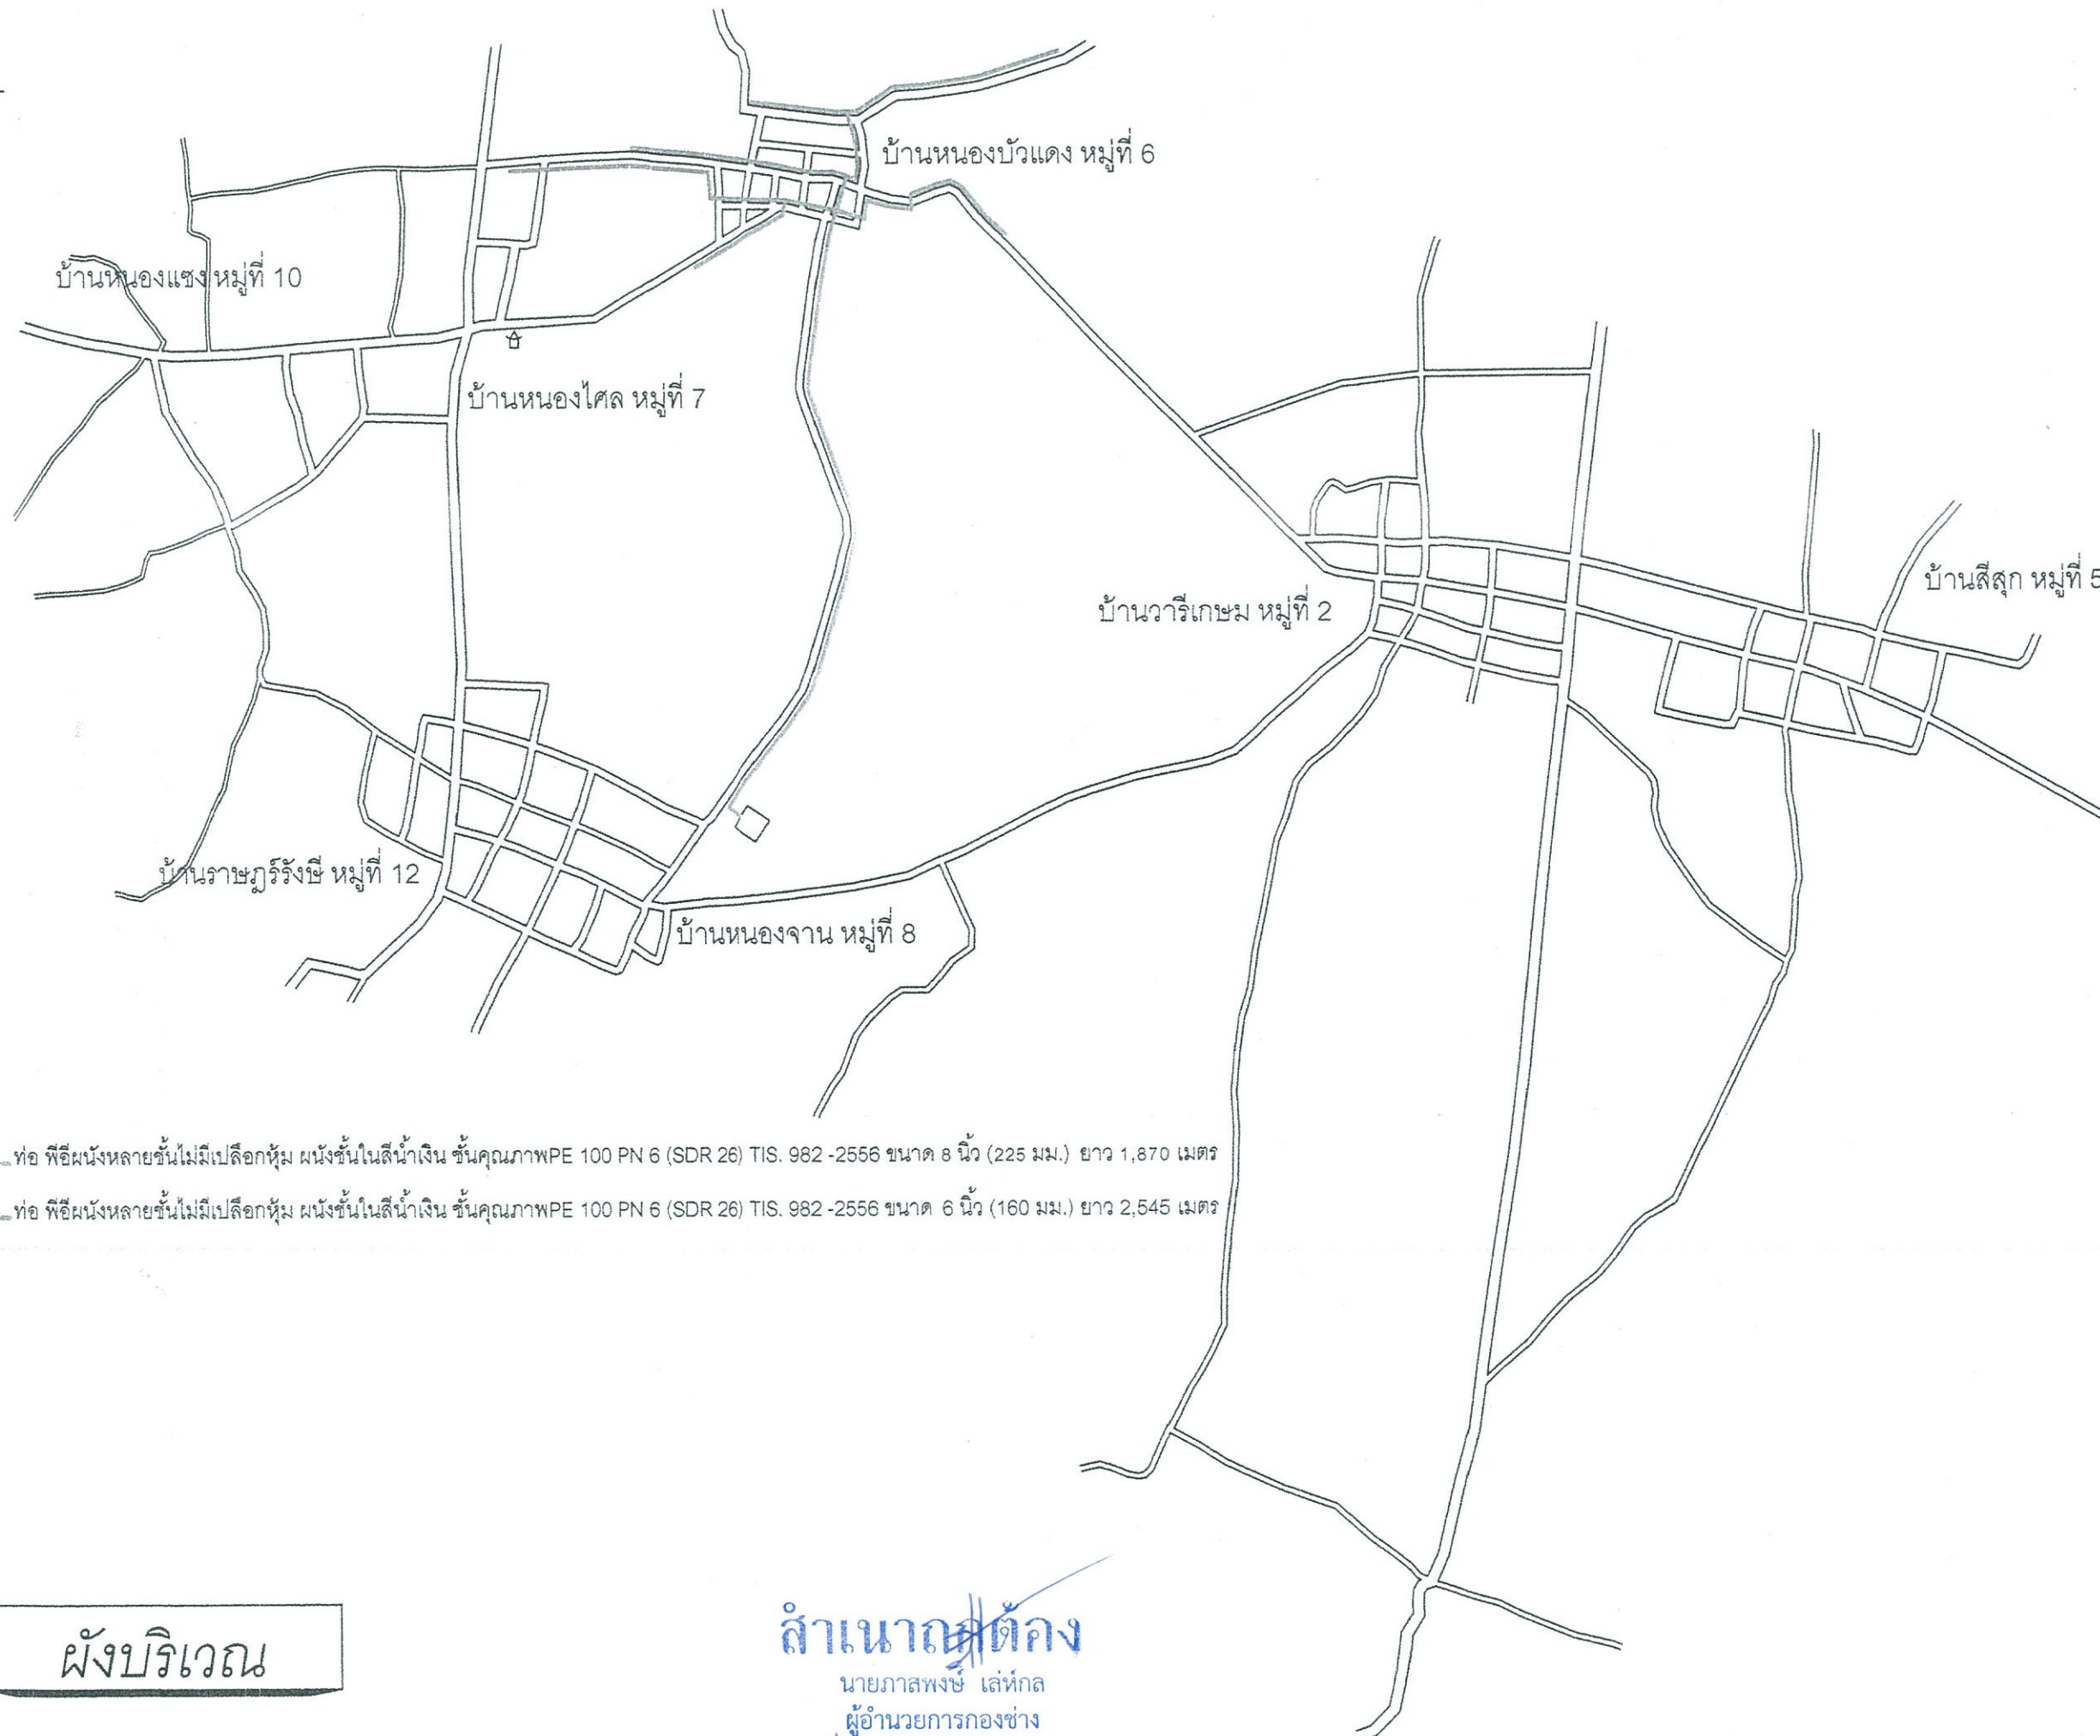 บ้านหนองบัวแดง หมู่ที่ 6
บ้านหนองแซง หมู่ที่ 10
บ้านหนองไศล หมู่ที่ 7
บ้านสีสุก หมู่ที่ 5
บ้านวารีเกษม หมู่ที่ 2
บ้านราษฎร์รังษี หมู่ที่ 12
บ้านหนองจาน หมู่ที่ 8
ท่อ พีอีผนังหลายชั้นไม่มีเปลือกหุ้ม ผนังชั้นในสีน้ำเงิน ชั้นคุณภาพPE 100 PN 6 (SDR 26) TIS. 982 -2556 ขนาด 8 นิ้ว (225 มม.) ยาว 1,870 เมตร
ท่อ พีอีผนังหลายชั้นไม่มีเปลือกหุ้ม ผนังชั้นในสีน้ำเงิน ชั้นคุณภาพPE 100 PN 6 (SDR 26) TIS. 982 -2556 ขนาด 6 นิ้ว (160 มม.) ยาว 2,545 เมตร
ผังบริเวณ
สำเนาถูกต้อง
นายภาสพงษ์ เล่ห์กล
ผู้อำนวยการกองช่าง